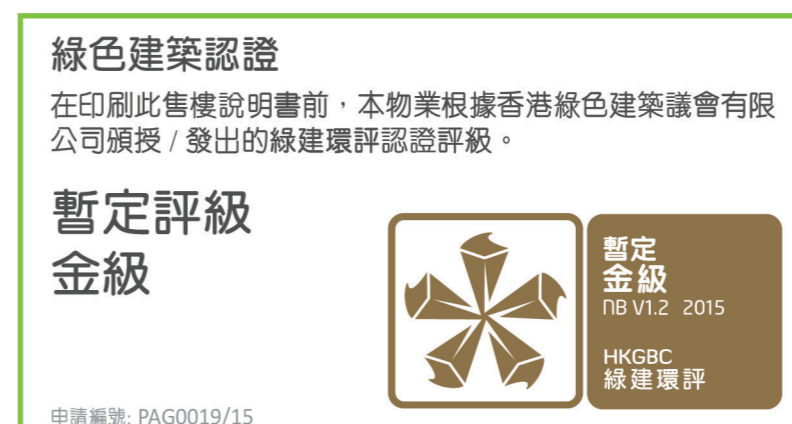 綠色建築認證
在印刷此售樓說明書前，本物業根據香港綠色建築議會有限
公司頒授 / 發出的綠建環評認證評級。
暫定評級
金級
暫定
金級
NB V1.2 2015
HKGBC
綠建環評
申請編號: PAG0019/15